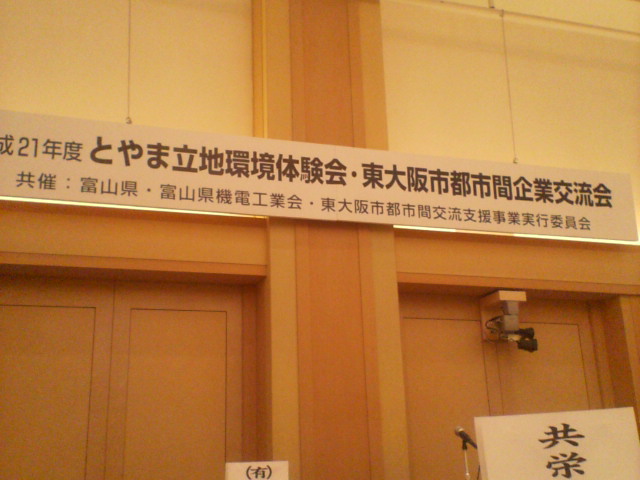 成21年度 とやま立地環境体験会・東大阪市都市間企業交流会
共催：富山県・富山県機電工業会・東大阪市都市間交流支援事業実行委員会
共栄
(有)